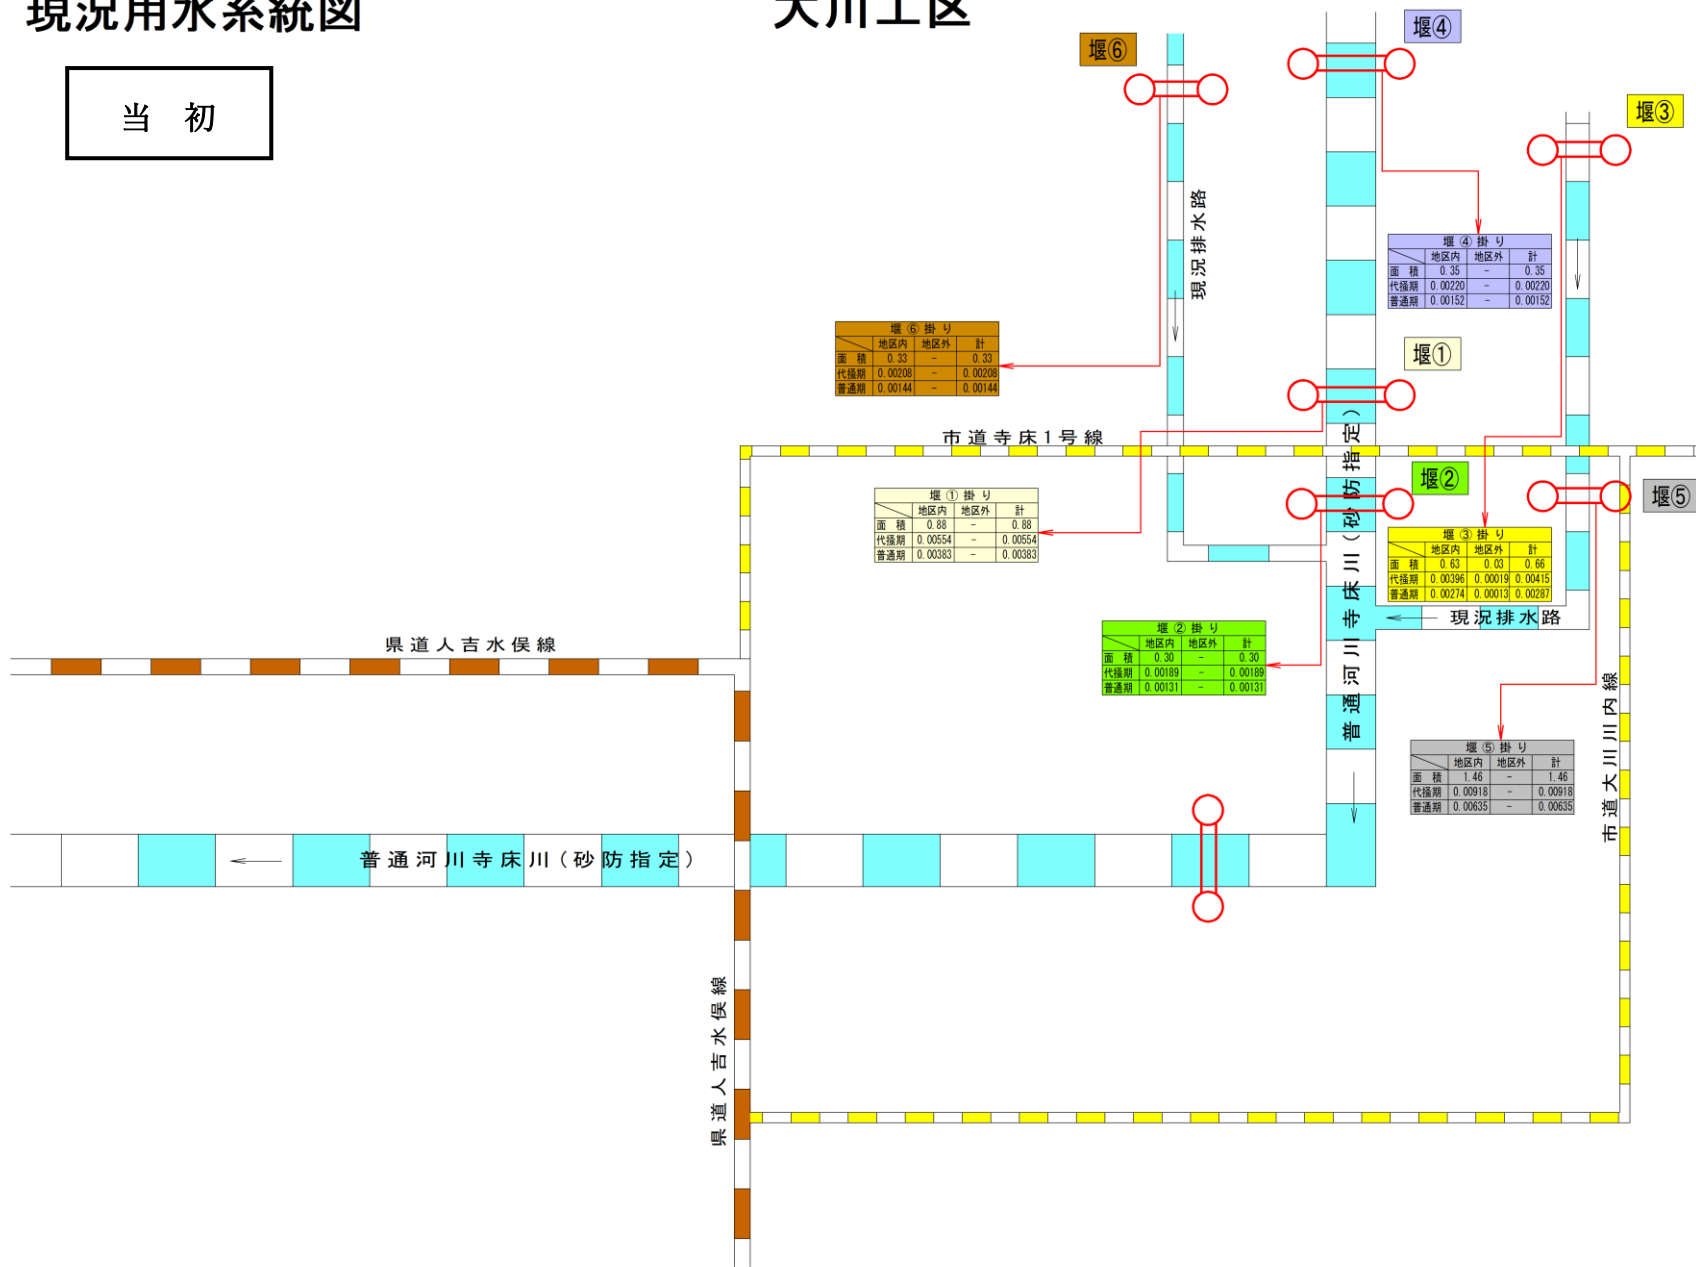 現況用水系統図
大川工区
当 初
堰⑥
堰④
堰③
現況排水路
堰④掛り
地区内 地区外 計
面 積 0.35 - 0.35
代掻期 0.00220 - 0.00220
普通期 0.00152 - 0.00152
堰⑥掛り
地区内 地区外 計
面 積 0.33 - 0.33
代掻期 0.00208 - 0.00208
普通期 0.00144 - 0.00144
堰①
市道寺床1号線
堰②
堰⑤
堰①掛り
地区内 地区外 計
面 積 0.88 - 0.88
代掻期 0.00554 - 0.00554
普通期 0.00383 - 0.00383
普通河川寺床川(砂防指定)
堰③掛り
地区内 地区外 計
面 積 0.63 0.03 0.66
代掻期 0.00396 0.00019 0.00415
普通期 0.00274 0.00013 0.00287
現況排水路
県道人吉水俣線
堰②掛り
地区内 地区外 計
面 積 0.30 - 0.30
代掻期 0.00189 - 0.00189
普通期 0.00131 - 0.00131
市道大川川内線
堰⑤掛り
地区内 地区外 計
面 積 1.46 - 1.46
代掻期 0.00918 - 0.00918
普通期 0.00635 - 0.00635
普通河川寺床川(砂防指定)
県道人吉水俣線